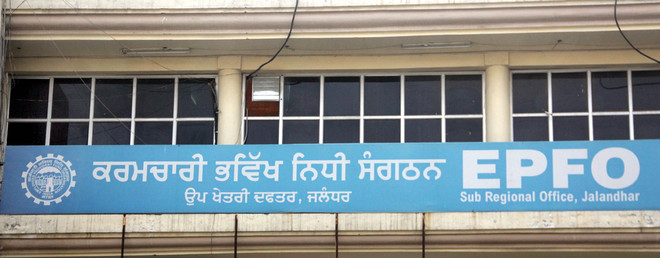 ਕਰਮਚਾਰੀ ਭਵਿੱਖ ਨਿਧੀ ਸੰਗਠਨ
ਉਪ ਖੇਤਰੀ ਦਫਤਰ, ਜਲੰਧਰ
EPFO
Sub Regional Office, Jalandhar